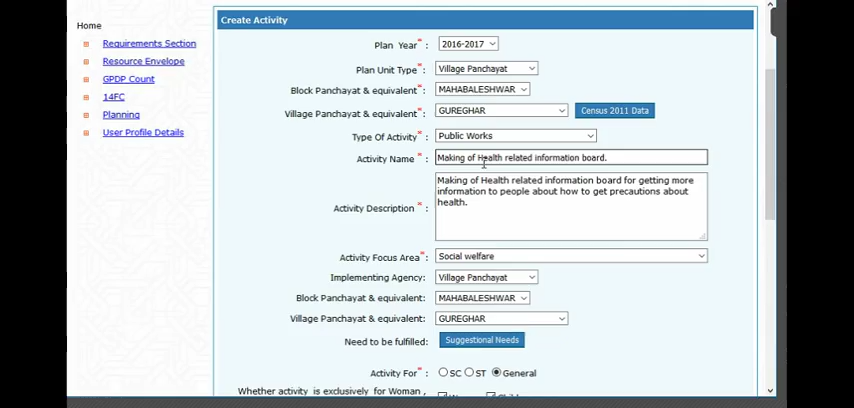 Home
Requirements Section
Resource Envelope
GPDP Count
14FC
Planning
User Profile Details
Create Activity
Plan Year * : 2016-2017
Plan Unit Type * : Village Panchayat
Block Panchayat & equivalent * : MAHABALESHWAR
Village Panchayat & equivalent * : GUREGHAR Census 2011 Data
Type Of Activity * : Public Works
Activity Name * : Making of Health related information board.
Activity Description * :
Making of Health related information board for getting more
information to people about how to get precautions about
health.
Activity Focus Area * : Social welfare
Implementing Agency: Village Panchayat
Block Panchayat & equivalent: MAHABALESHWAR
Village Panchayat & equivalent: GUREGHAR
Need to be fulfilled: Suggestional Needs
Activity For * : SC ST General
Whether activity is exclusively for Woman,